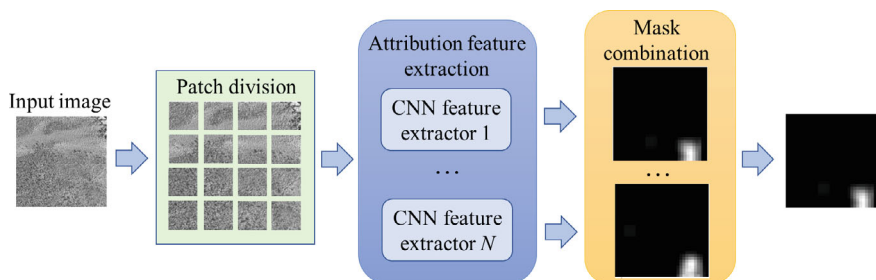 Input image
Patch division
Attribution feature
extraction
CNN feature
extractor 1
...
CNN feature
extractor N
Mask
combination
...